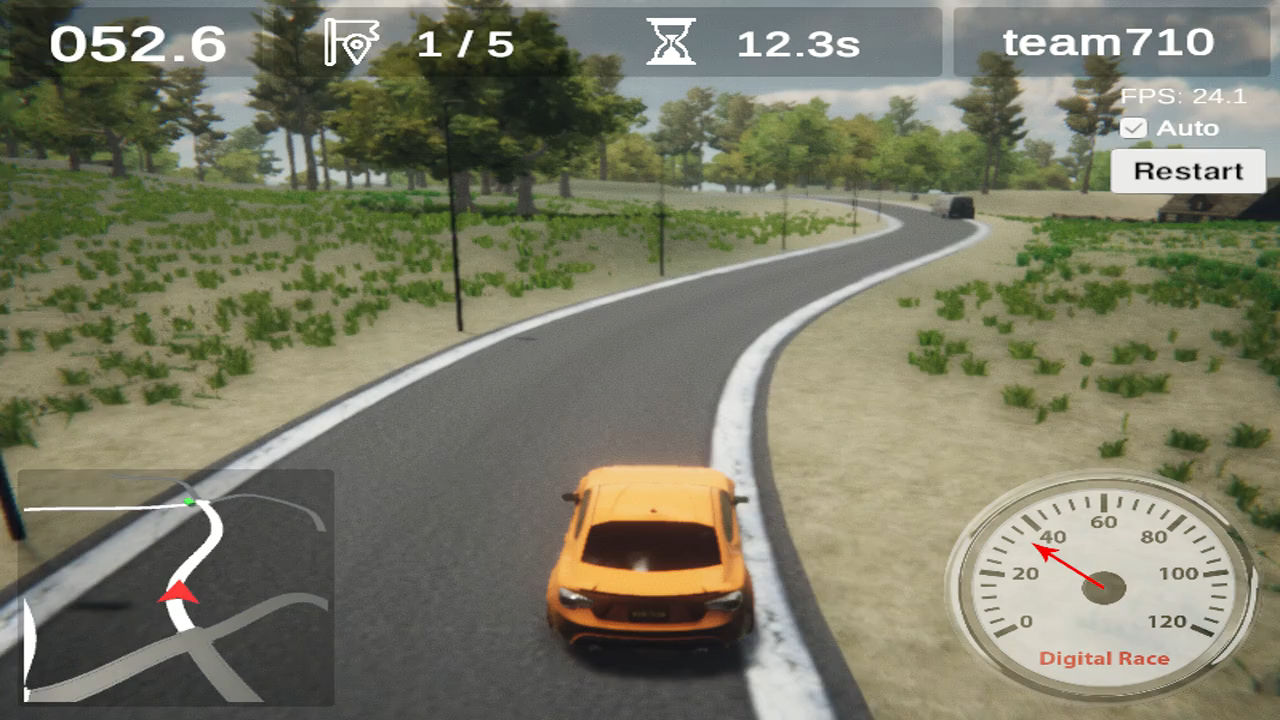 052.6 1 / 5 12.3s team710
FPS: 24.1
Auto
Restart
0 20 40 60 80 100 120
Digital Race